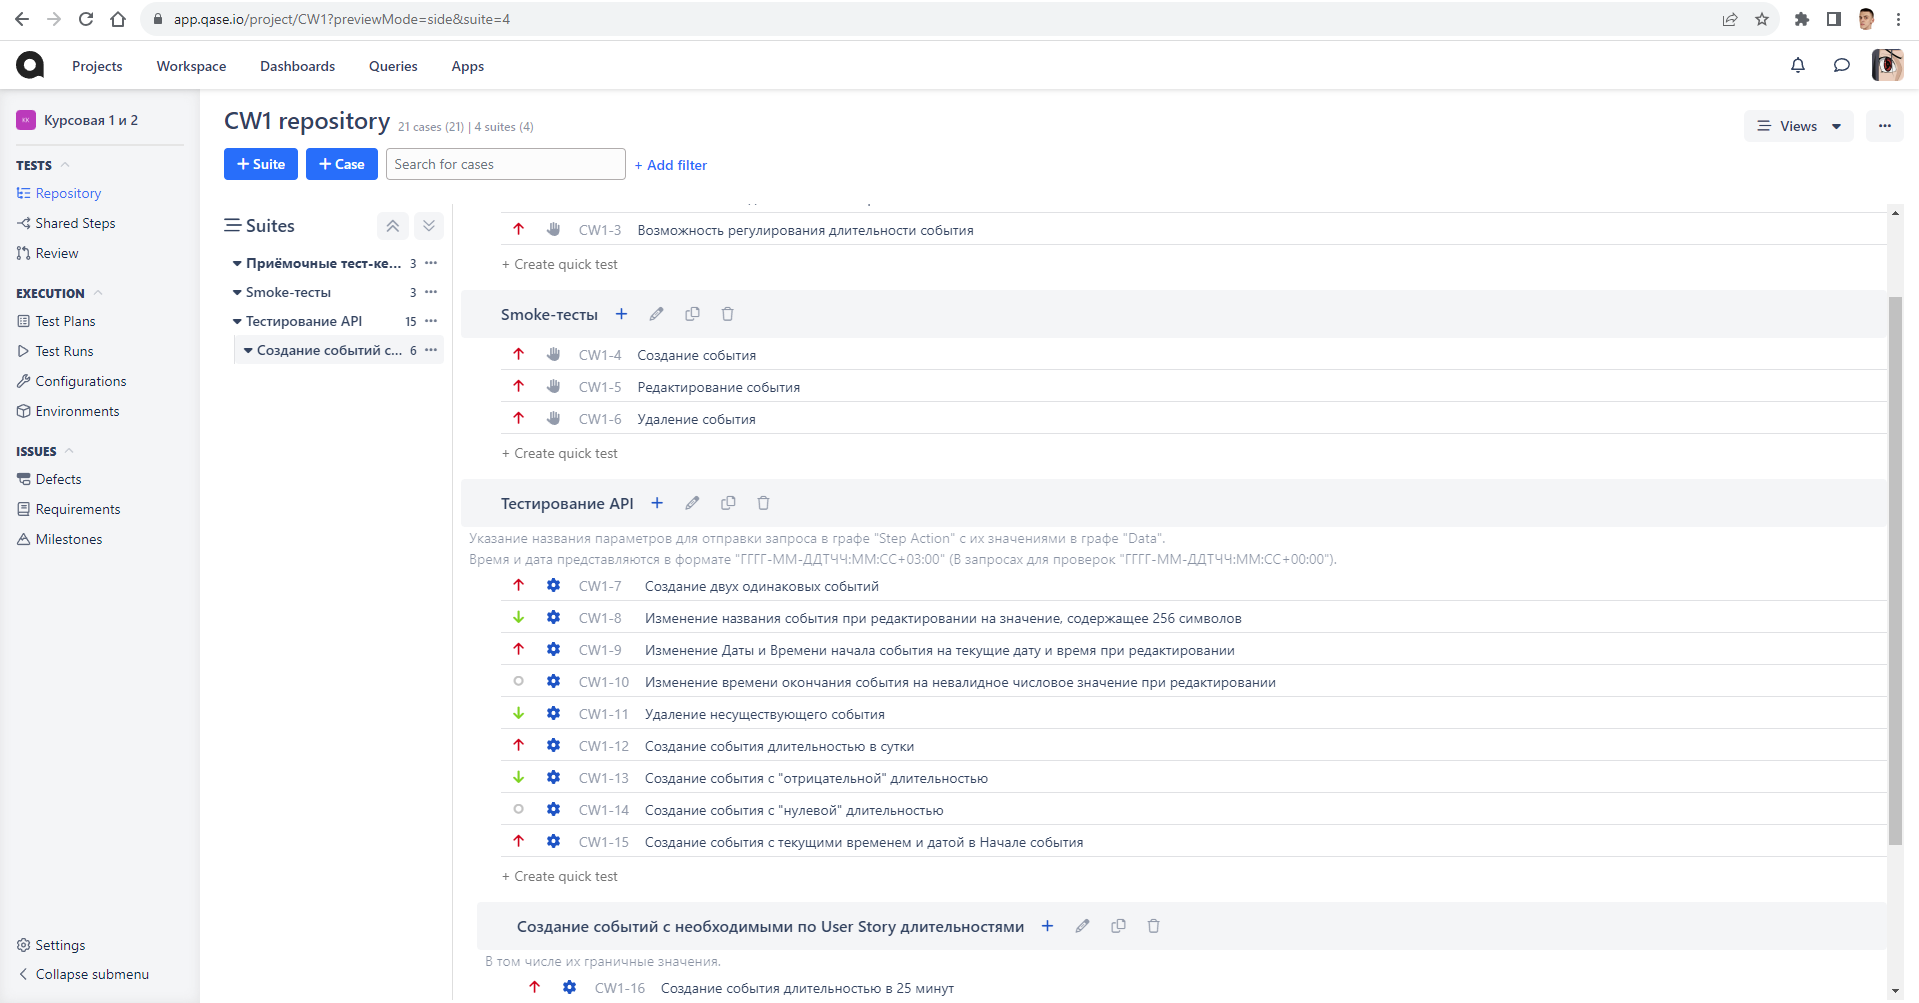 app.qase.io/project/CW1?previewMode=side&suite=4
Projects Workspace Dashboards Queries Apps
Курсовая 1 и 2
TESTS
Repository
Shared Steps
Review
EXECUTION
Test Plans
Test Runs
Configurations
Environments
ISSUES
Defects
Requirements
Milestones
Settings
Collapse submenu
CW1 repository 21 cases (21) | 4 suites (4)
Views
+ Suite + Case Search for cases + Add filter
Suites
Приёмочные тест-ке... 3
Smoke-тесты 3
Тестирование API 15
Создание событий с... 6
CW1-3 Возможность регулирования длительности события
+ Create quick test
Smoke-тесты
CW1-4 Создание события
CW1-5 Редактирование события
CW1-6 Удаление события
+ Create quick test
Тестирование API
Указание названия параметров для отправки запроса в графе "Step Action" с их значениями в графе "Data".
Время и дата представляются в формате "ГГГГ-ММ-ДДТЧЧ:ММ:СС+03:00" (В запросах для проверок "ГГГГ-ММ-ДДТЧЧ:ММ:СС+00:00").
CW1-7 Создание двух одинаковых событий
CW1-8 Изменение названия события при редактировании на значение, содержащее 256 символов
CW1-9 Изменение Даты и Времени начала события на текущие дату и время при редактировании
CW1-10 Изменение времени окончания события на невалидное числовое значение при редактировании
CW1-11 Удаление несуществующего события
CW1-12 Создание события длительностью в сутки
CW1-13 Создание события с "отрицательной" длительностью
CW1-14 Создание события с "нулевой" длительностью
CW1-15 Создание события с текущими временем и датой в Начале события
+ Create quick test
Создание событий с необходимыми по User Story длительностями
В том числе их граничные значения.
CW1-16 Создание события длительностью в 25 минут